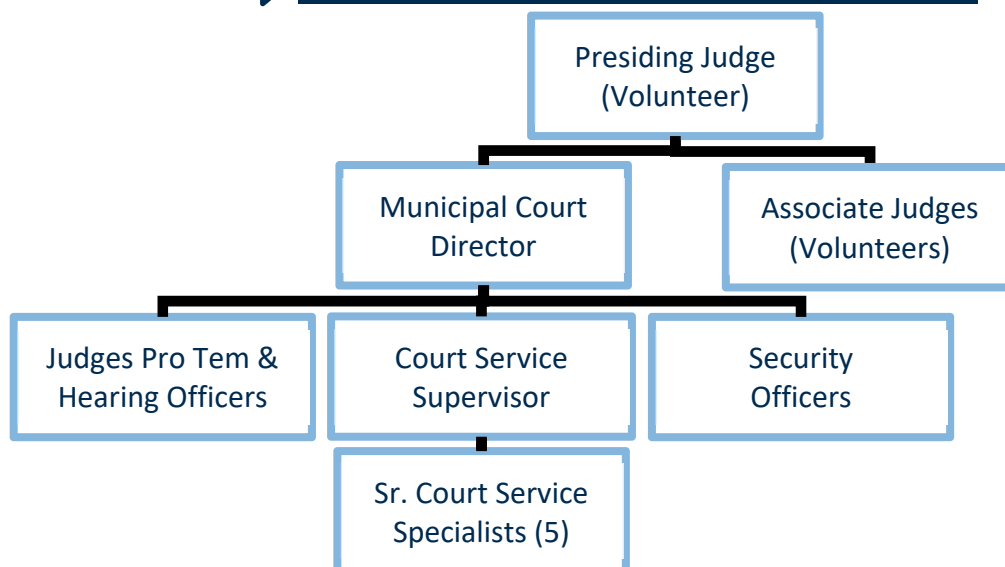 Presiding Judge
(Volunteer)
Municipal Court
Director
Associate Judges
(Volunteers)
Judges Pro Tem &
Hearing Officers
Court Service
Supervisor
Security
Officers
Sr. Court Service
Specialists (5)